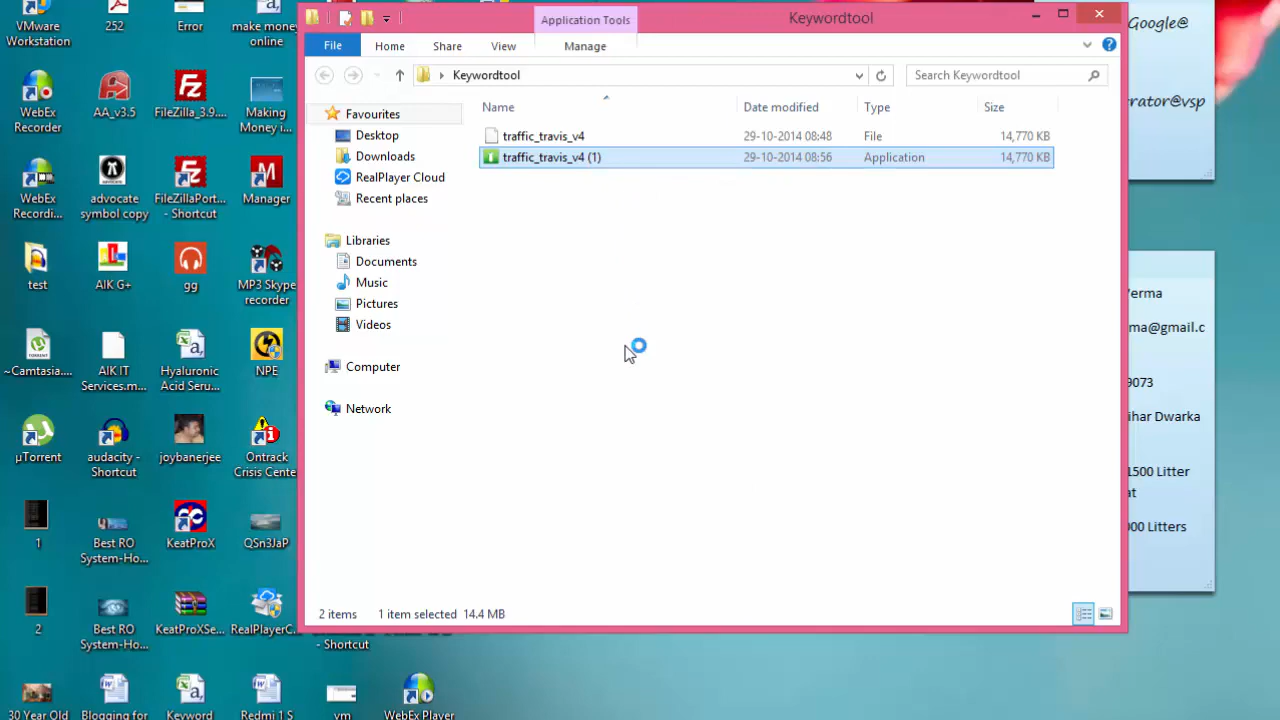 VMware
Workstation
252
Error
make money
online
WebEx
Recorder
AA_v3.5
FileZilla_3.9....
Making
Money i...
WebEx
Recordi...
advocate
symbol copy
FileZillaPort...
- Shortcut
Manager
test
AIK G+
gg
MP3 Skype
recorder
~Camtasia....
AIK IT
Services.m...
Hyaluronic
Acid Seru...
NPE
µTorrent
audacity -
Shortcut
joybanerjee
Ontrack
Crisis Cente
1
Best RO
System-Ho...
KeatProX
QSn3JaP
2
Best RO
System-Ho...
KeatProXSe...
RealPlayerC...
- Shortcut
30 Year Old
Blogging for
Keyword
Redmi 1 S
vm
WebEx Player
Application Tools
Keywordtool
File
Home
Share
View
Manage
Keywordtool
Search Keywordtool
Favourites
Desktop
Downloads
RealPlayer Cloud
Recent places
Libraries
Documents
Music
Pictures
Videos
Computer
Network
Name
Date modified
Type
Size
traffic_travis_v4
29-10-2014 08:48
File
14,770 KB
traffic_travis_v4 (1)
29-10-2014 08:56
Application
14,770 KB
2 items
1 item selected 14.4 MB
Google@
erator@vsp
ma@gmail.c
9073
ihar Dwarka
1500 Litter
at
000 Litters